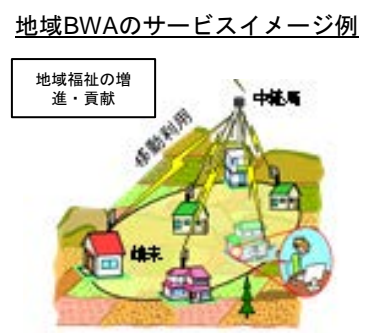 地域BWAのサービスイメージ例
地域福祉の増
進・貢献
中継局
移動利用
端末